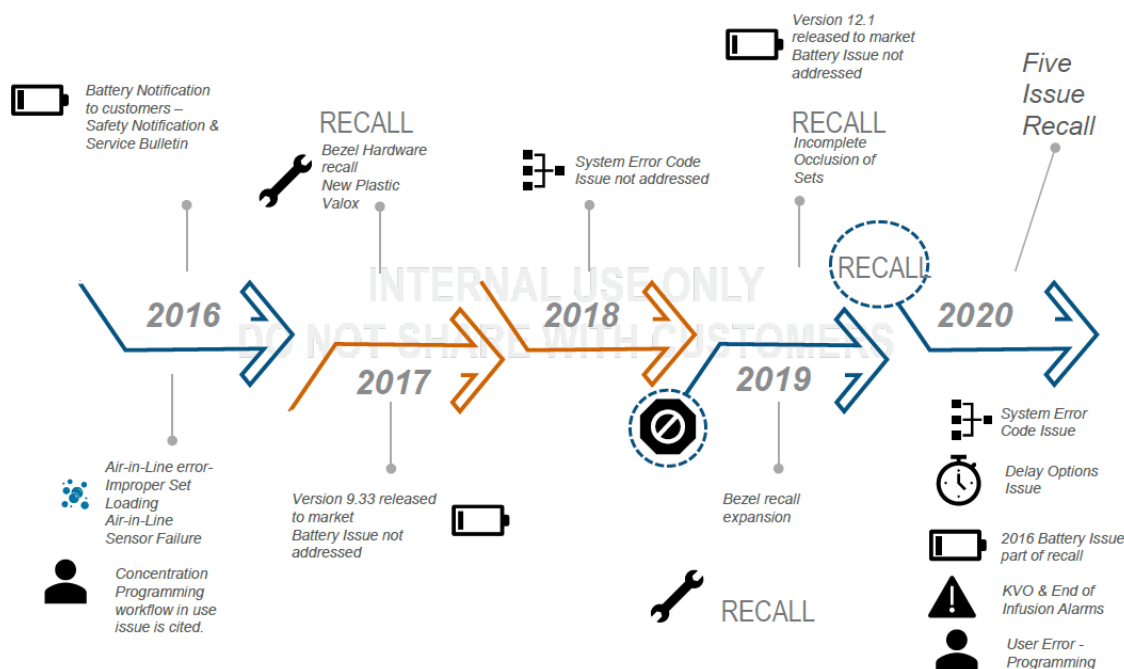 Battery Notification
to customers –
Safety Notification &
Service Bulletin
RECALL
Bezel Hardware
recall
New Plastic
Valox
System Error Code
Issue not addressed
Version 12.1
released to market
Battery Issue not
addressed
RECALL
Incomplete
Occlusion of
Sets
Five
Issue
Recall
RECALL
INTERNAL USE ONLY
DO NOT SHARE WITH CUSTOMERS
2016
2017
2018
2019
2020
Air-in-Line error-
Improper Set
Loading
Air-in-Line
Sensor Failure
Concentration
Programming
workflow in use
issue is cited.
Version 9.33 released
to market
Battery Issue not
addressed
Bezel recall
expansion
RECALL
System Error
Code Issue
Delay Options
Issue
2016 Battery Issue
part of recall
KVO & End of
Infusion Alarms
User Error -
Programming